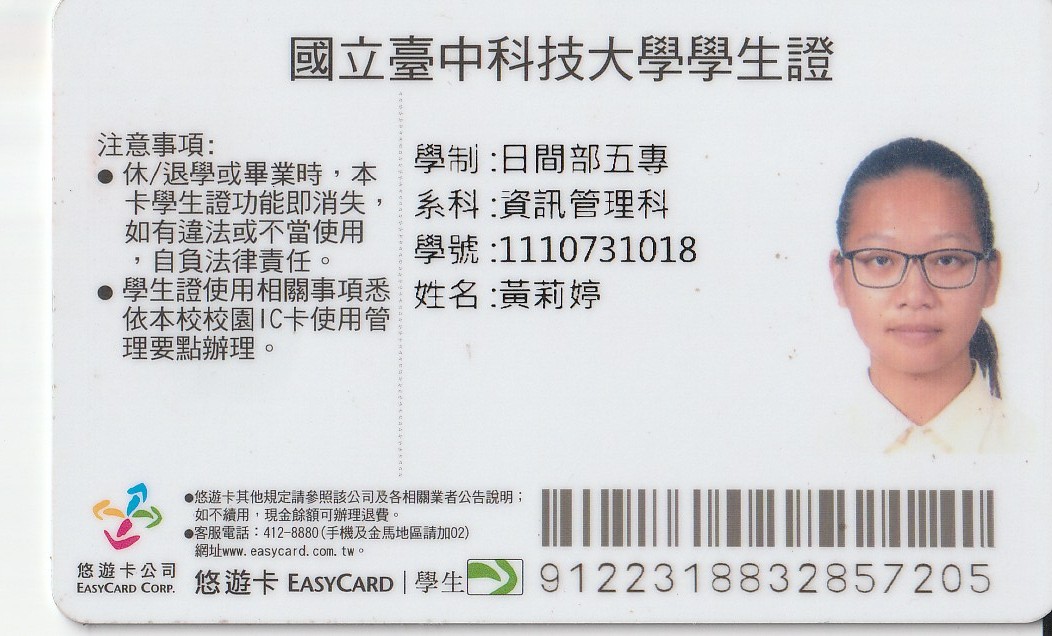 國立臺中科技大學學生證
注意事項:
●休/退學或畢業時，本
卡學生證功能即消失，
如有違法或不當使用
，自負法律責任。
●學生證使用相關事項悉
依本校校園IC卡使用管
理要點辦理。
學制:日間部五專
系科:資訊管理科
學號:1110731018
姓名:黃莉婷
悠遊卡公司
EASYCARD CORP.
●悠遊卡其他規定請參照該公司及各相關業者公告說明；
如不續用，現金餘額可辦理退費。
●客服電話：412-8880(手機及金馬地區請加02)
網址www.easycard.com.tw。
悠遊卡 EASYCARD | 學生
9122318832857205